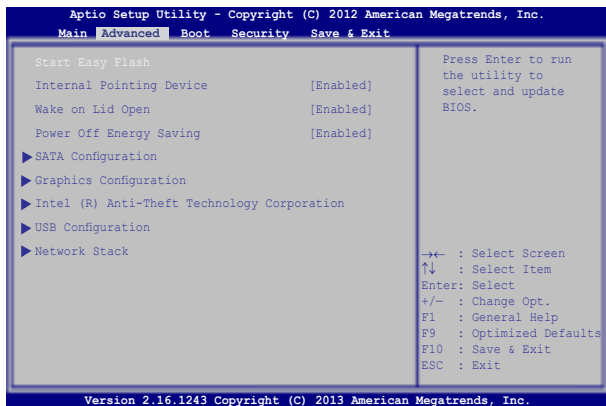 Aptio Setup Utility - Copyright (C) 2012 American Megatrends, Inc.
Main Advanced Boot Security Save & Exit
Start Easy Flash
Internal Pointing Device [Enabled]
Wake on Lid Open [Enabled]
Power Off Energy Saving [Enabled]
SATA Configuration
Graphics Configuration
Intel (R) Anti-Theft Technology Corporation
USB Configuration
Network Stack
Press Enter to run
the utility to
select and update
BIOS.
→← : Select Screen
↑↓ : Select Item
Enter: Select
+/— : Change Opt.
F1 : General Help
F9 : Optimized Defaults
F10 : Save & Exit
ESC : Exit
Version 2.16.1243 Copyright (C) 2013 American Megatrends, Inc.